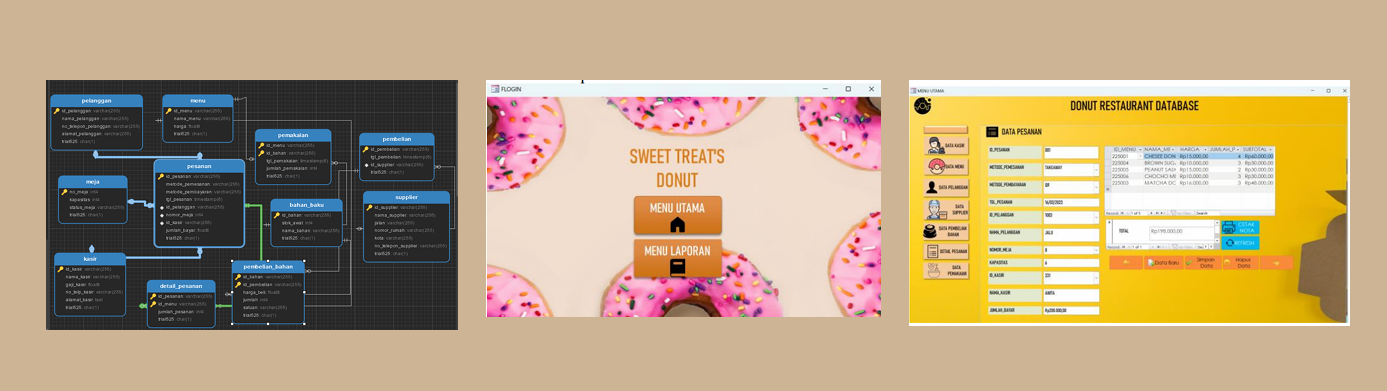 pelanggan
id_pelanggan varchar(255)
nama_pelanggan varchar(255)
no_telepon_pelanggan varchar(255)
alamat_pelanggan varchar(255)
trial525 char(1)
menu
id_menu varchar(255)
nama_menu varchar(255)
harga float8
trial525 char(1)
pemakaian
id_menu varchar(255)
id_bahan varchar(255)
tgl_pemakaian timestamp(6)
jumlah_pemakaian int4
trial525 char(1)
pembelian
id_pembelian varchar(255)
tgl_pembelian timestamp(6)
id_supplier varchar(255)
trial525 char(1)
pesanan
id_pesanan varchar(255)
metode_pemesanan varchar(255)
metode_pembayaran varchar(255)
tgl_pesanan timestamp(6)
id_pelanggan varchar(255)
nomor_meja int4
id_kasir varchar(255)
jumlah_bayar float8
trial525 char(1)
meja
no_meja int4
kapasitas int4
status_meja varchar(255)
trial525 char(1)
bahan_baku
id_bahan varchar(255)
stok_awal int4
nama_bahan varchar(255)
trial525 char(1)
supplier
id_supplier varchar(255)
nama_supplier varchar(255)
jalan varchar(255)
nomor_rumah varchar(255)
kota varchar(255)
no_telepon_supplier varchar(255)
trial525 char(1)
kasir
id_kasir varchar(255)
nama_kasir varchar(255)
gaji_kasir float8
no_telp_kasir varchar(255)
alamat_kasir text
trial525 char(1)
detail_pesanan
id_pesanan varchar(255)
id_menu varchar(255)
jumlah_pesanan int4
trial525 char(1)
pembelian_bahan
id_bahan varchar(255)
id_pembelian varchar(255)
harga_beli float8
jumlah int4
satuan varchar(255)
trial525 char(1)
FLOGIN
SWEET TREAT'S
DONUT
MENU UTAMA
MENU LAPORAN
MENU UTAMA
DONUT RESTAURANT DATABASE
DATA KASIR
DATA MENU
DATA PELANGGAN
DATA SUPPLIER
DATA PEMBELIAN BAHAN
DETAIL PESANAN
DATA PEMAKAIAN
DATA PESANAN
ID_PESANAN 001
METODE_PEMESANAN TAKEAWAY
METODE_PEMBAYARAN QR
TGL_PESANAN 16/02/2023
ID_PELANGGAN 1003
NAMA_PELANGGAN JALU
NOMOR_MEJA
KAPASITAS
ID_KASIR
NAMA_KASIR ANITA
JUMLAH_BAYAR Rp200.000,00
ID_MENU NAMA_ME HARGA JUMLAH_P SUBTOTAL
225001 CHEESE DON Rp15.000,00 4 Rp60.000,00
225004 BROWN SUG Rp10.000,00 3 Rp30.000,00
225005 PEANUT SAU Rp15.000,00 2 Rp30.000,00
225006 CHOCHO ME Rp10.000,00 3 Rp30.000,00
225003 MATCHA DC Rp16.000,00 3 Rp48.000,00
TOTAL Rp198.000,00
CETAK NOTA
REFRESH
Data Baru
Simpan Data
Hapus Data